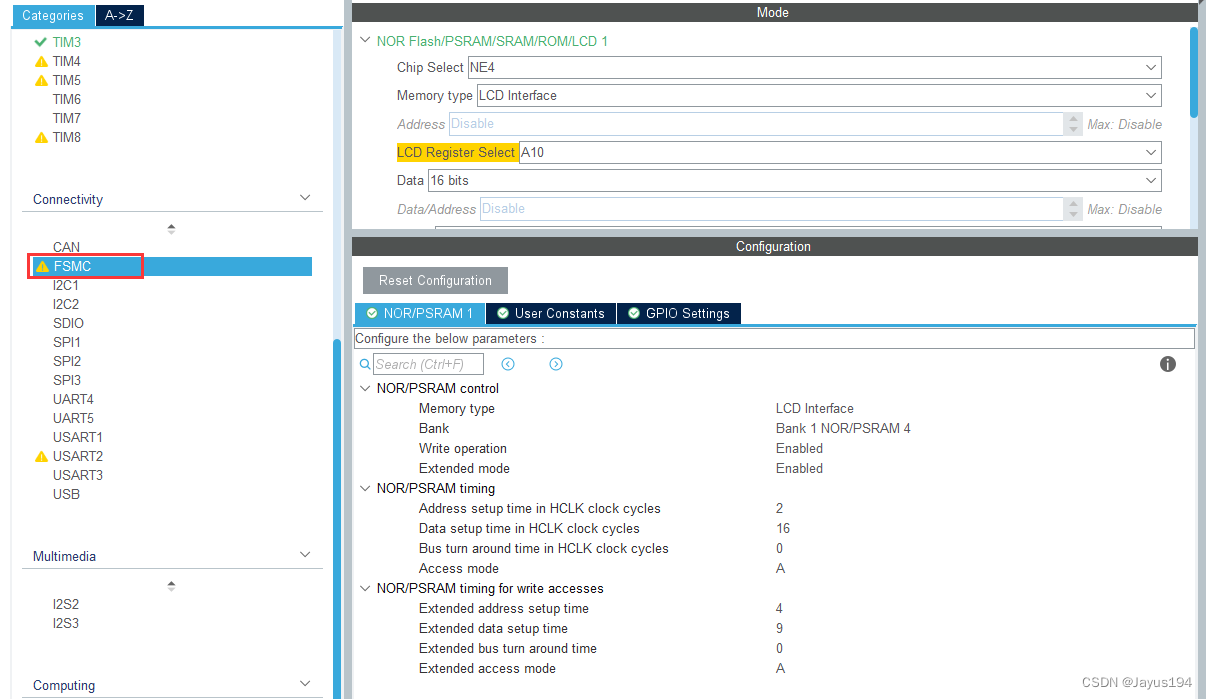 Categories A->Z
TIM3
TIM4
TIM5
TIM6
TIM7
TIM8
Connectivity
CAN
FSMC
I2C1
I2C2
SDIO
SPI1
SPI2
SPI3
UART4
UART5
USART1
USART2
USART3
USB
Multimedia
I2S2
I2S3
Computing
Mode
NOR Flash/PSRAM/SRAM/ROM/LCD 1
Chip Select NE4
Memory type LCD Interface
Address Disable Max: Disable
LCD Register Select A10
Data 16 bits
Data/Address Disable Max: Disable
Configuration
Reset Configuration
NOR/PSRAM 1 User Constants GPIO Settings
Configure the below parameters :
Search (Ctrl+F)
NOR/PSRAM control
Memory type LCD Interface
Bank Bank 1 NOR/PSRAM 4
Write operation Enabled
Extended mode Enabled
NOR/PSRAM timing
Address setup time in HCLK clock cycles 2
Data setup time in HCLK clock cycles 16
Bus turn around time in HCLK clock cycles 0
Access mode A
NOR/PSRAM timing for write accesses
Extended address setup time 4
Extended data setup time 9
Extended bus turn around time 0
Extended access mode A
CSDN @Jayus194